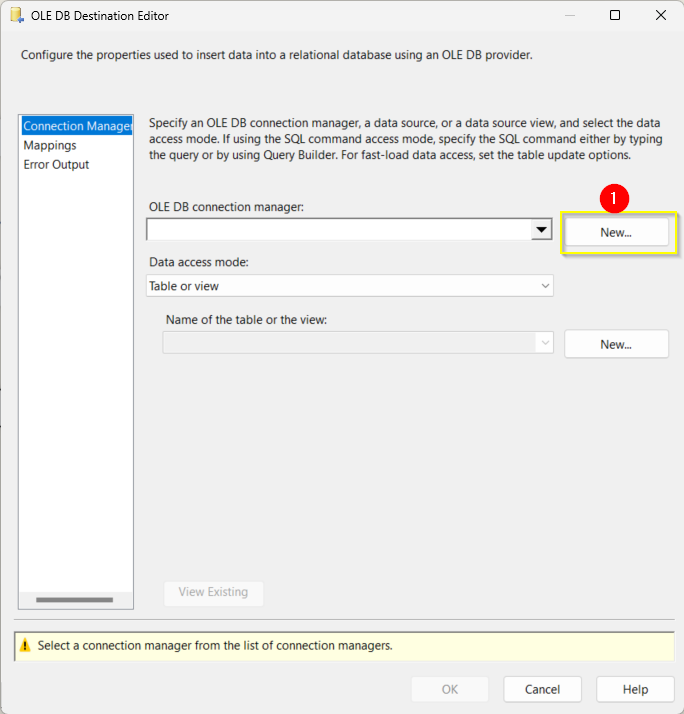 OLE DB Destination Editor
Configure the properties used to insert data into a relational database using an OLE DB provider.
Connection Manager
Mappings
Error Output
Specify an OLE DB connection manager, a data source, or a data source view, and select the data
access mode. If using the SQL command access mode, specify the SQL command either by typing
the query or by using Query Builder. For fast-load data access, set the table update options.
1
OLE DB connection manager:
New...
Data access mode:
Table or view
Name of the table or the view:
New...
View Existing
Select a connection manager from the list of connection managers.
OK
Cancel
Help